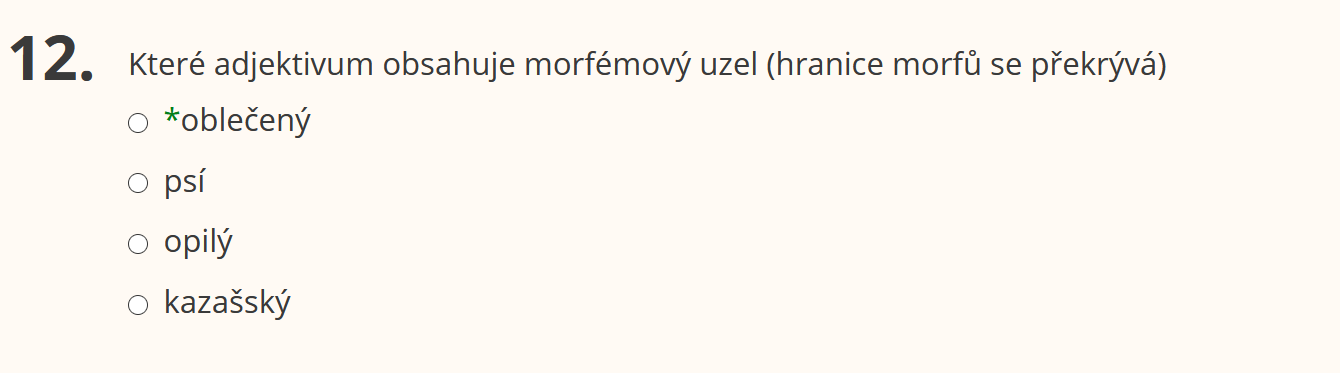 12. Které adjektivum obsahuje morfémový uzel (hranice morfů se překrývá)
*oblečený
psí
opilý
kazašský